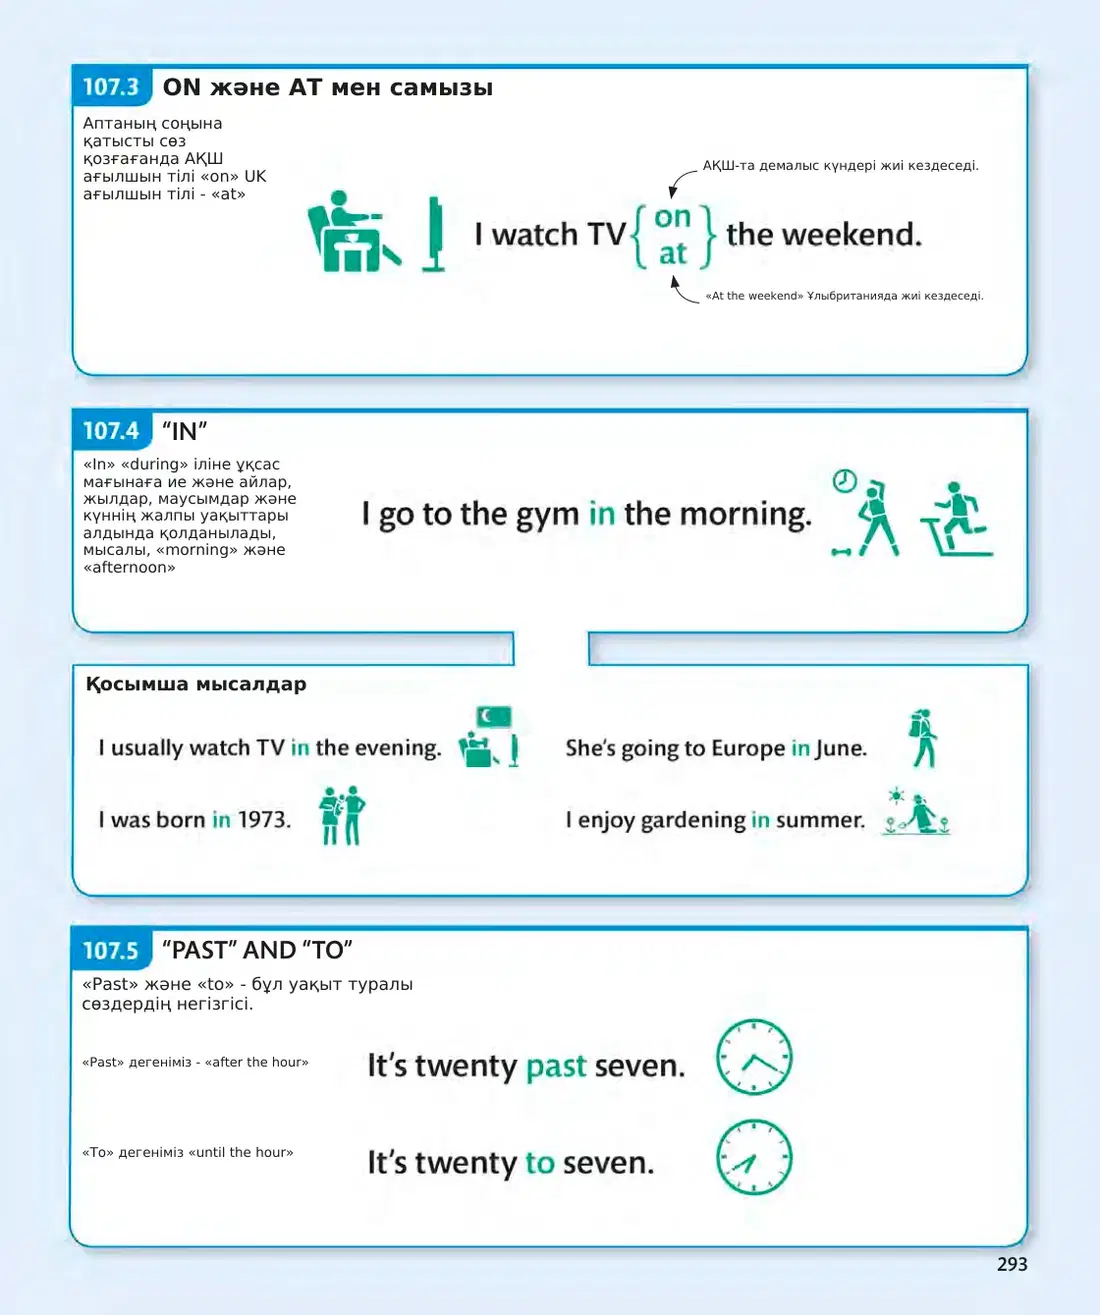 107.3 ON және AT мен самызы
Аптаның соңына
қатысты сөз
қозғағанда АҚШ
ағылшын тілі «on» UK
ағылшын тілі - «at»
АҚШ-та демалыс күндері жиі кездеседі.
I watch TV { on / at } the weekend.
«At the weekend» Ұлыбританияда жиі кездеседі.
107.4 “IN”
«In» «during» іліне ұқсас
мағынаға ие және айлар,
жылдар, маусымдар және
күннің жалпы уақыттары
алдында қолданылады,
мысалы, «morning» және
«afternoon»
I go to the gym in the morning.
Қосымша мысалдар
I usually watch TV in the evening.
She’s going to Europe in June.
I was born in 1973.
I enjoy gardening in summer.
107.5 “PAST” AND “TO”
«Past» және «to» - бұл уақыт туралы
сөздердің негізгісі.
«Past» дегеніміз - «after the hour»
It’s twenty past seven.
«To» дегеніміз «until the hour»
It’s twenty to seven.
293